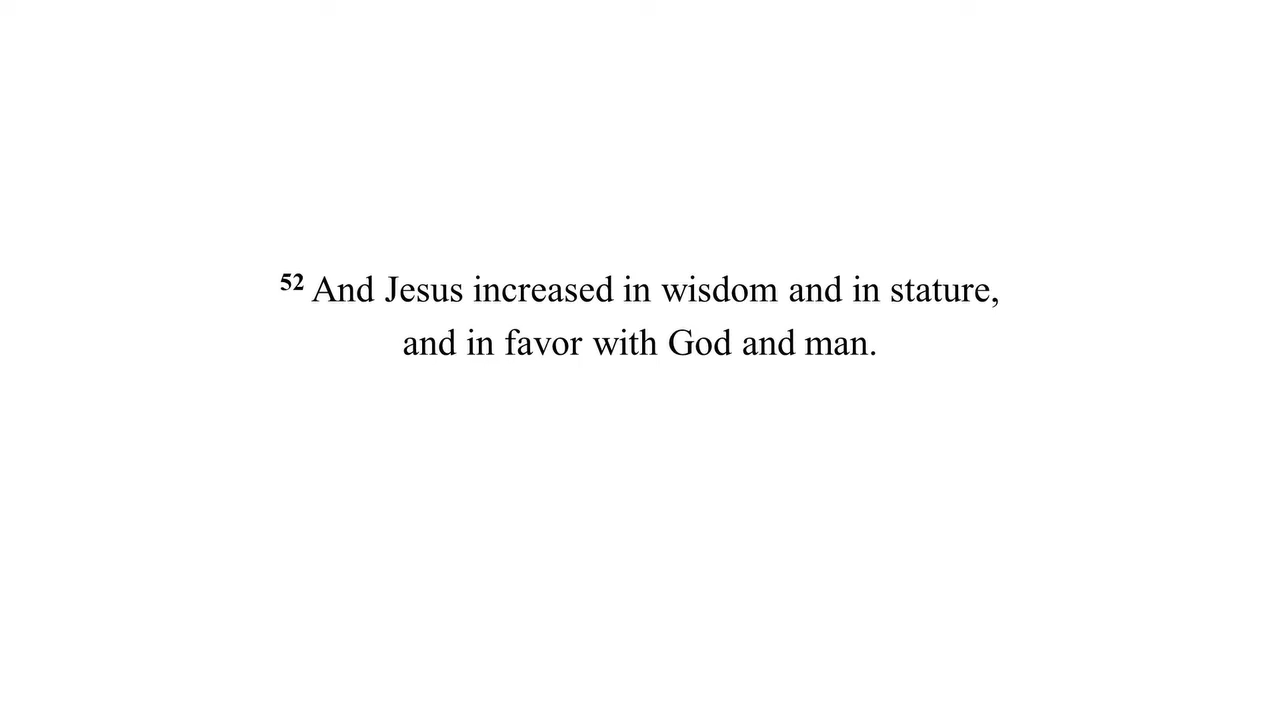 52 And Jesus increased in wisdom and in stature,
and in favor with God and man.